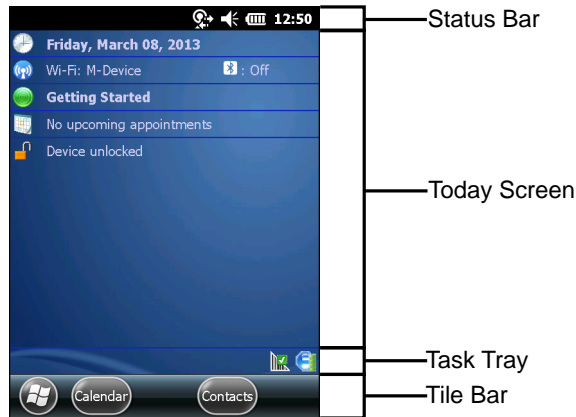 12:50
Status Bar
Friday, March 08, 2013
Wi-Fi: M-Device : Off
Getting Started
No upcoming appointments
Device unlocked
Today Screen
Task Tray
Calendar Contacts
Tile Bar